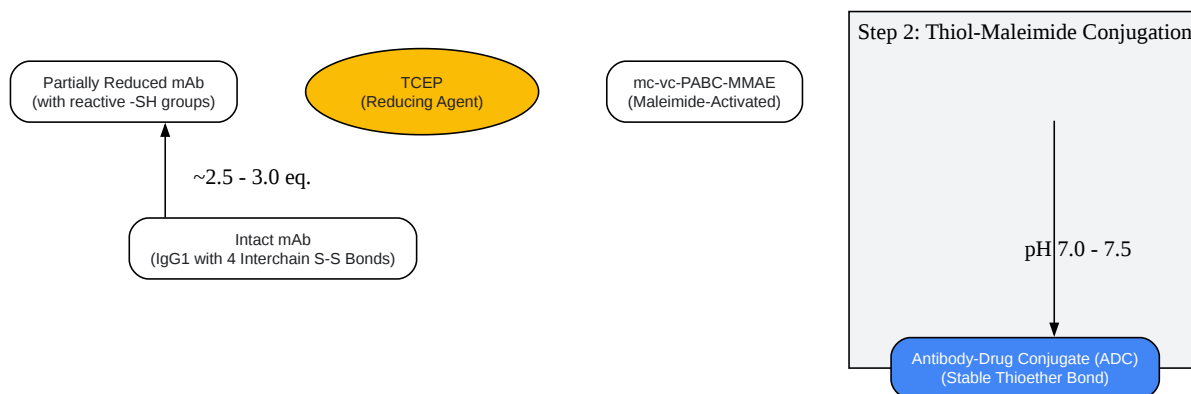 Step 2: Thiol-Maleimide Conjugation
Partially Reduced mAb
(with reactive -SH groups)
TCEP
(Reducing Agent)
mc-vc-PABC-MMAE
(Maleimide-Activated)
~2.5 - 3.0 eq.
Intact mAb
(IgG1 with 4 Interchain S-S Bonds)
pH 7.0 - 7.5
Antibody-Drug Conjugate (ADC)
(Stable Thioether Bond)